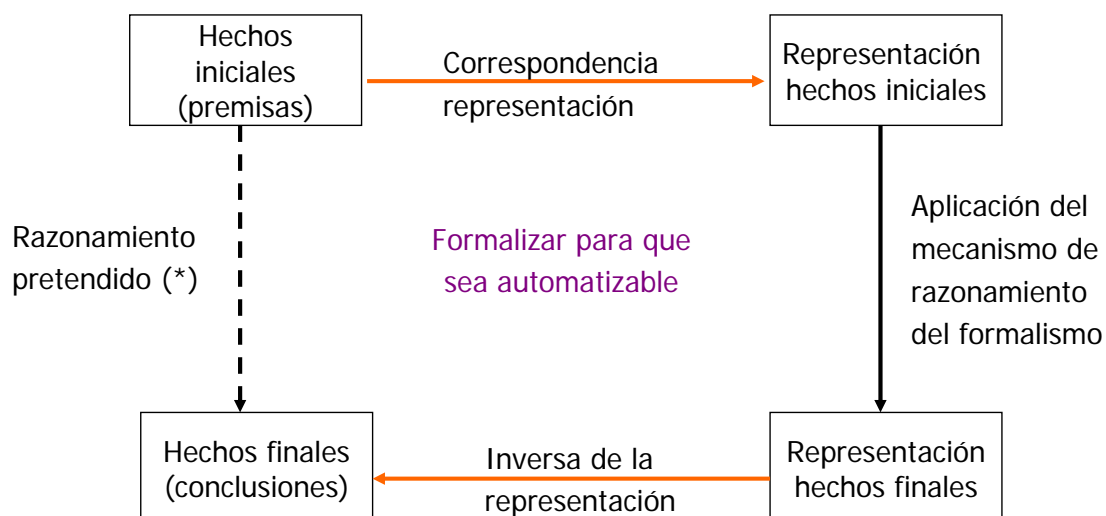 Hechos
iniciales
(premisas)
Correspondencia
representación
Representación
hechos iniciales
Razonamiento
pretendido (*)
Formalizar para que
sea automatizable
Aplicación del
mecanismo de
razonamiento
del formalismo
Hechos finales
(conclusiones)
Inversa de la
representación
Representación
hechos finales